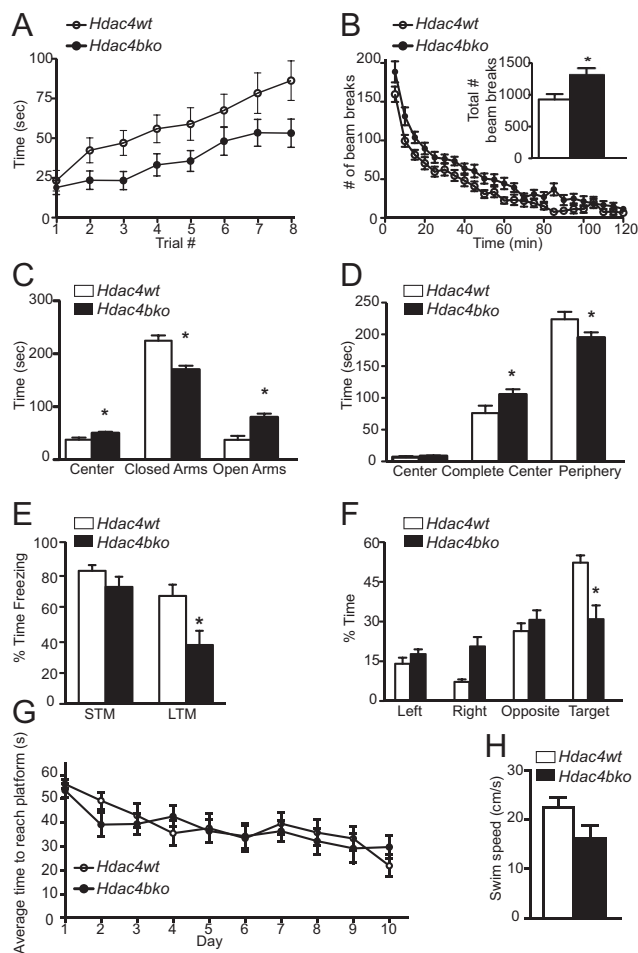 A
Hdac4wt
Hdac4bko
100
75
50
25
0
Time (sec)
1 2 3 4 5 6 7 8
Trial #
B
Hdac4wt
Hdac4bko
200
150
100
50
0
# of beam breaks
0 20 40 60 80 100 120
Time (min)
Total #
beam breaks
1500
1000
500
0
*
C
Hdac4wt
Hdac4bko
300
200
100
0
Time (sec)
* * *
Center Closed Arms Open Arms
D
Hdac4wt
Hdac4bko
250
200
150
100
50
0
Time (sec)
* *
Center Complete Center Periphery
E
Hdac4wt
Hdac4bko
80
80
60
40
20
0
% Time Freezing
*
STM LTM
F
Hdac4wt
Hdac4bko
60
45
30
15
0
% Time
*
Left Right Opposite Target
G
60
50
40
30
20
10
0
Average time to reach platform (s)
Hdac4wt
Hdac4bko
1 2 3 4 5 6 7 8 9 10
Day
H
Hdac4wt
Hdac4bko
30
20
10
0
Swim speed (cm/s)